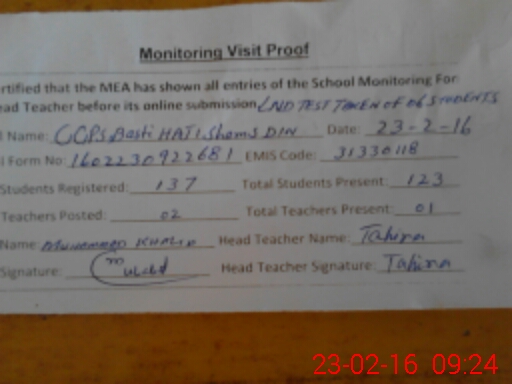 Monitoring Visit Proof
rtified that the MEA has shown all entries of the School Monitoring For
ead Teacher before its online submission LND TEST TAKEN OF 06 STUDENTS
l Name: GGPS Basti HAJI Shams DIN Date: 23-2-16
l Form No: 1602230922681 EMIS Code: 31330118
Students Registered: 137 Total Students Present: 123
Teachers Posted: 02 Total Teachers Present: 01
Name: Muhammad Khalid Head Teacher Name: Tahira
Signature: Head Teacher Signature: Tahira
23-02-16 09:24